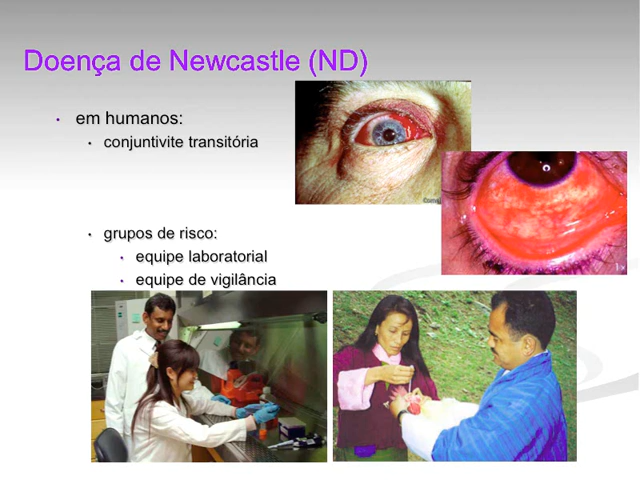 Doença de Newcastle (ND)
• em humanos:
• conjuntivite transitória
• grupos de risco:
• equipe laboratorial
• equipe de vigilância